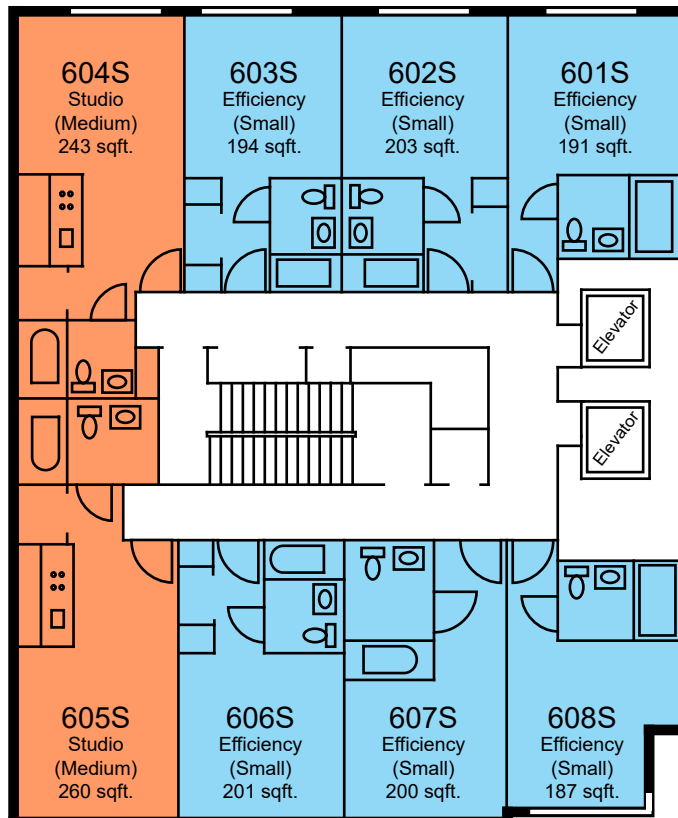 604S
Studio
(Medium)
243 sqft.
603S
Efficiency
(Small)
194 sqft.
602S
Efficiency
(Small)
203 sqft.
601S
Efficiency
(Small)
191 sqft.
Elevator
Elevator
605S
Studio
(Medium)
260 sqft.
606S
Efficiency
(Small)
201 sqft.
607S
Efficiency
(Small)
200 sqft.
608S
Efficiency
(Small)
187 sqft.